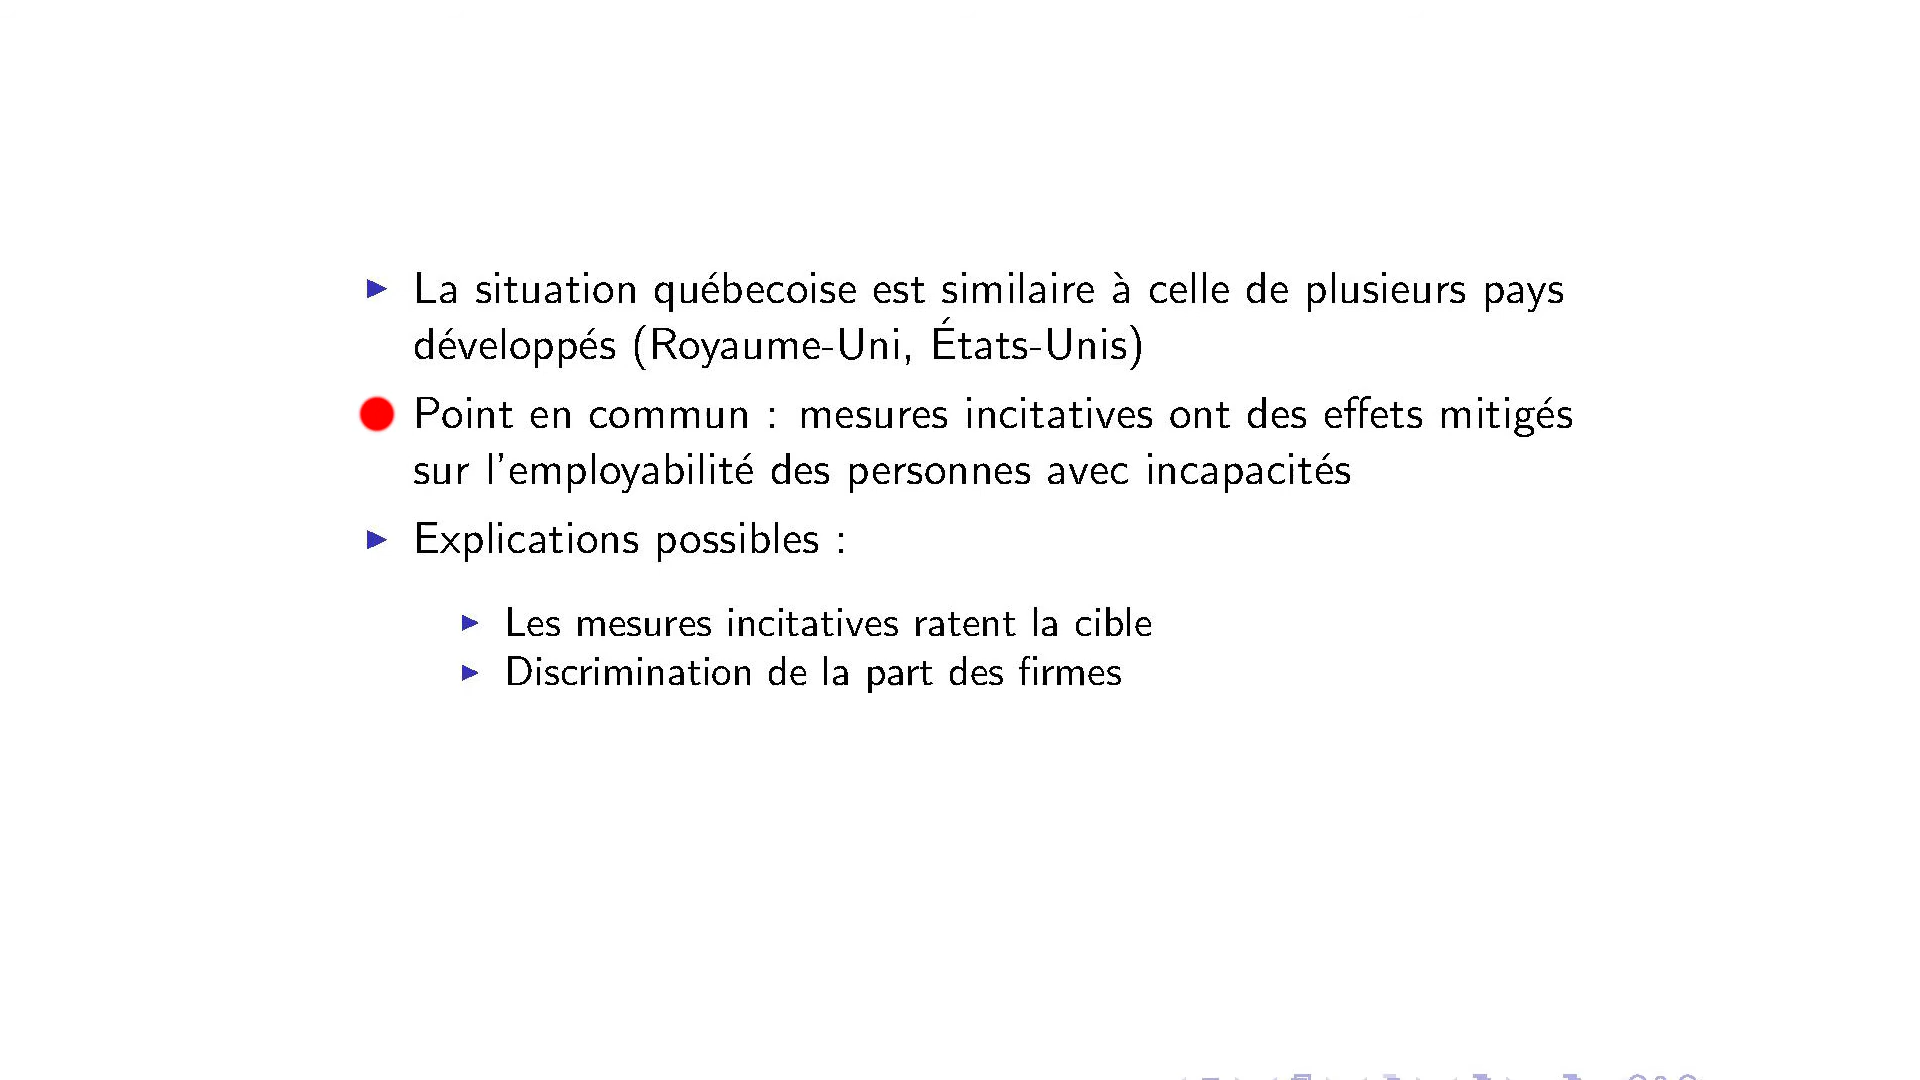 La situation québecoise est similaire à celle de plusieurs pays
développés (Royaume-Uni, États-Unis)
Point en commun : mesures incitatives ont des effets mitigés
sur l'employabilité des personnes avec incapacités
Explications possibles :
Les mesures incitatives ratent la cible
Discrimination de la part des firmes